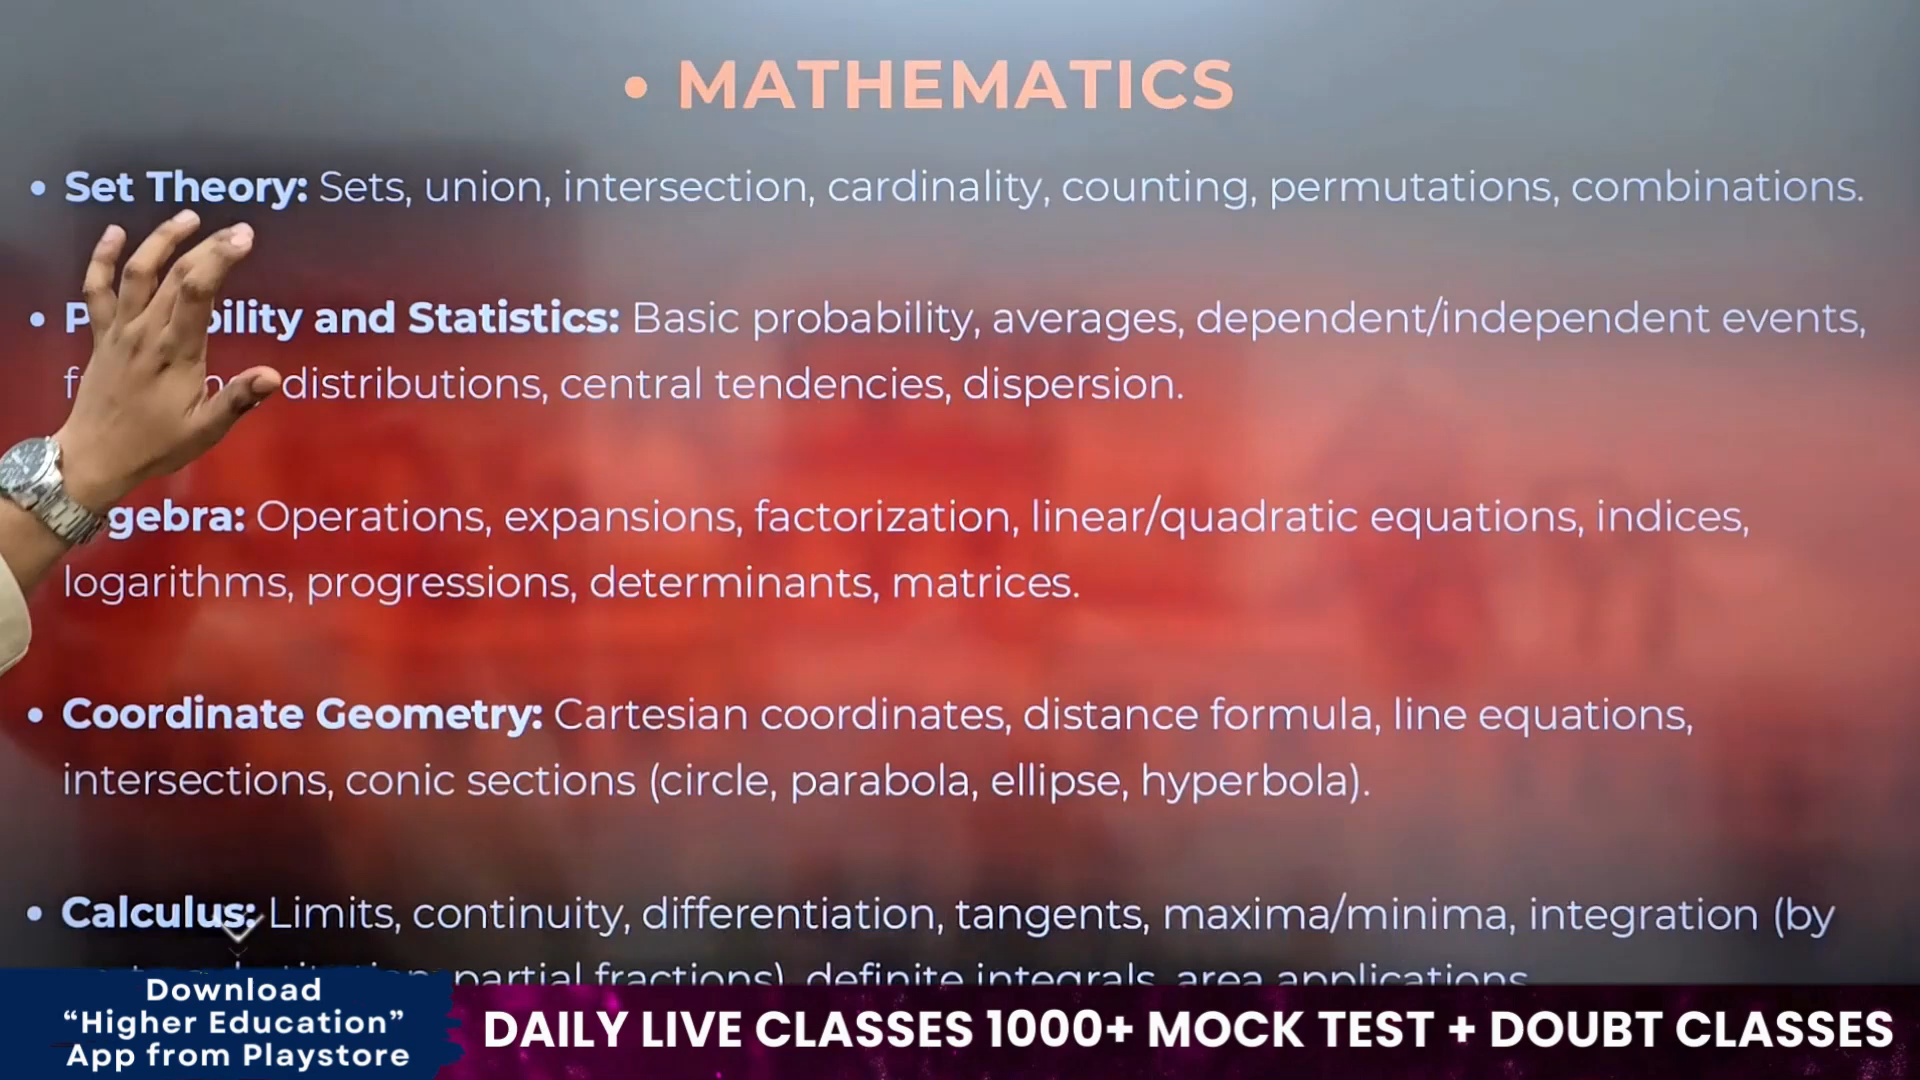 • MATHEMATICS
• Set Theory: Sets, union, intersection, cardinality, counting, permutations, combinations.
• and Statistics: Basic probability, averages, dependent/independent events,
distributions, central tendencies, dispersion.
Operations, expansions, factorization, linear/quadratic equations, indices,
logarithms, progressions, determinants, matrices.
• Coordinate Geometry: Cartesian coordinates, distance formula, line equations,
intersections, conic sections (circle, parabola, ellipse, hyperbola).
• Calculus: Limits, continuity, differentiation, tangents, maxima/minima, integration (by
partial fractions), definite integrals, area applications
Download
“Higher Education”
App from Playstore
DAILY LIVE CLASSES 1000+ MOCK TEST + DOUBT CLASSES